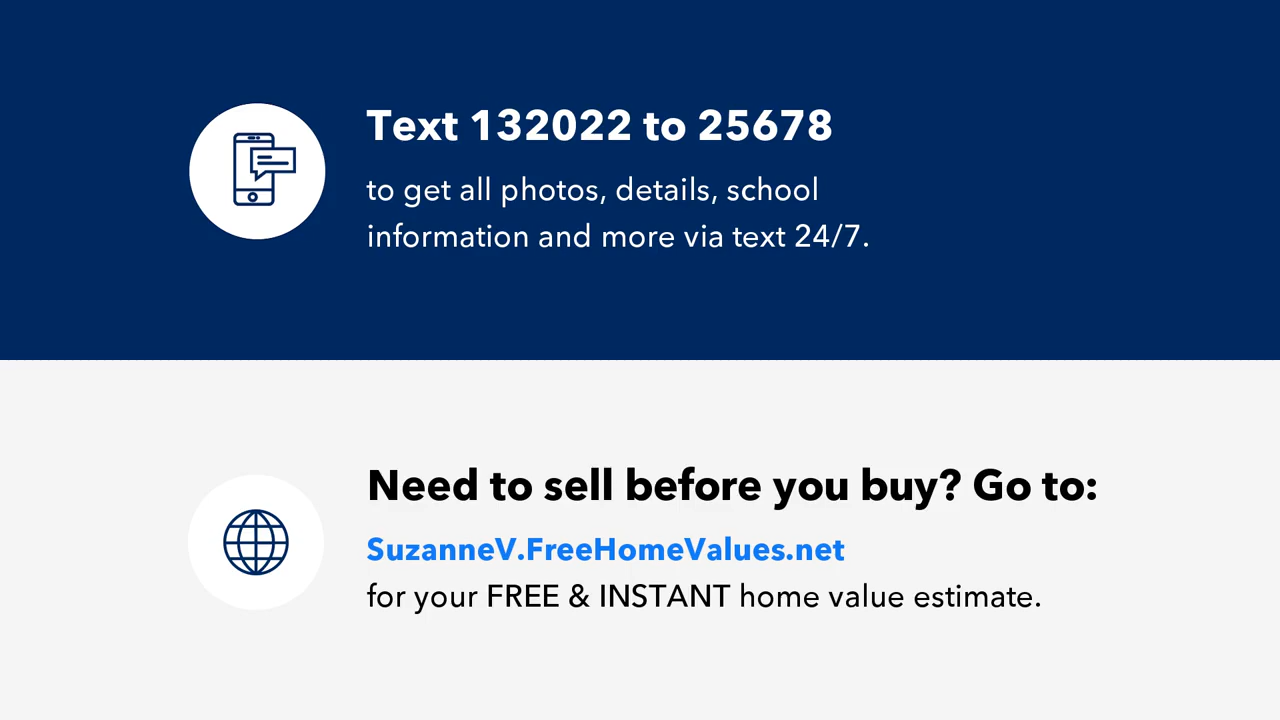 Text 132022 to 25678
to get all photos, details, school
information and more via text 24/7.
Need to sell before you buy? Go to:
SuzanneV.FreeHomeValues.net
for your FREE & INSTANT home value estimate.